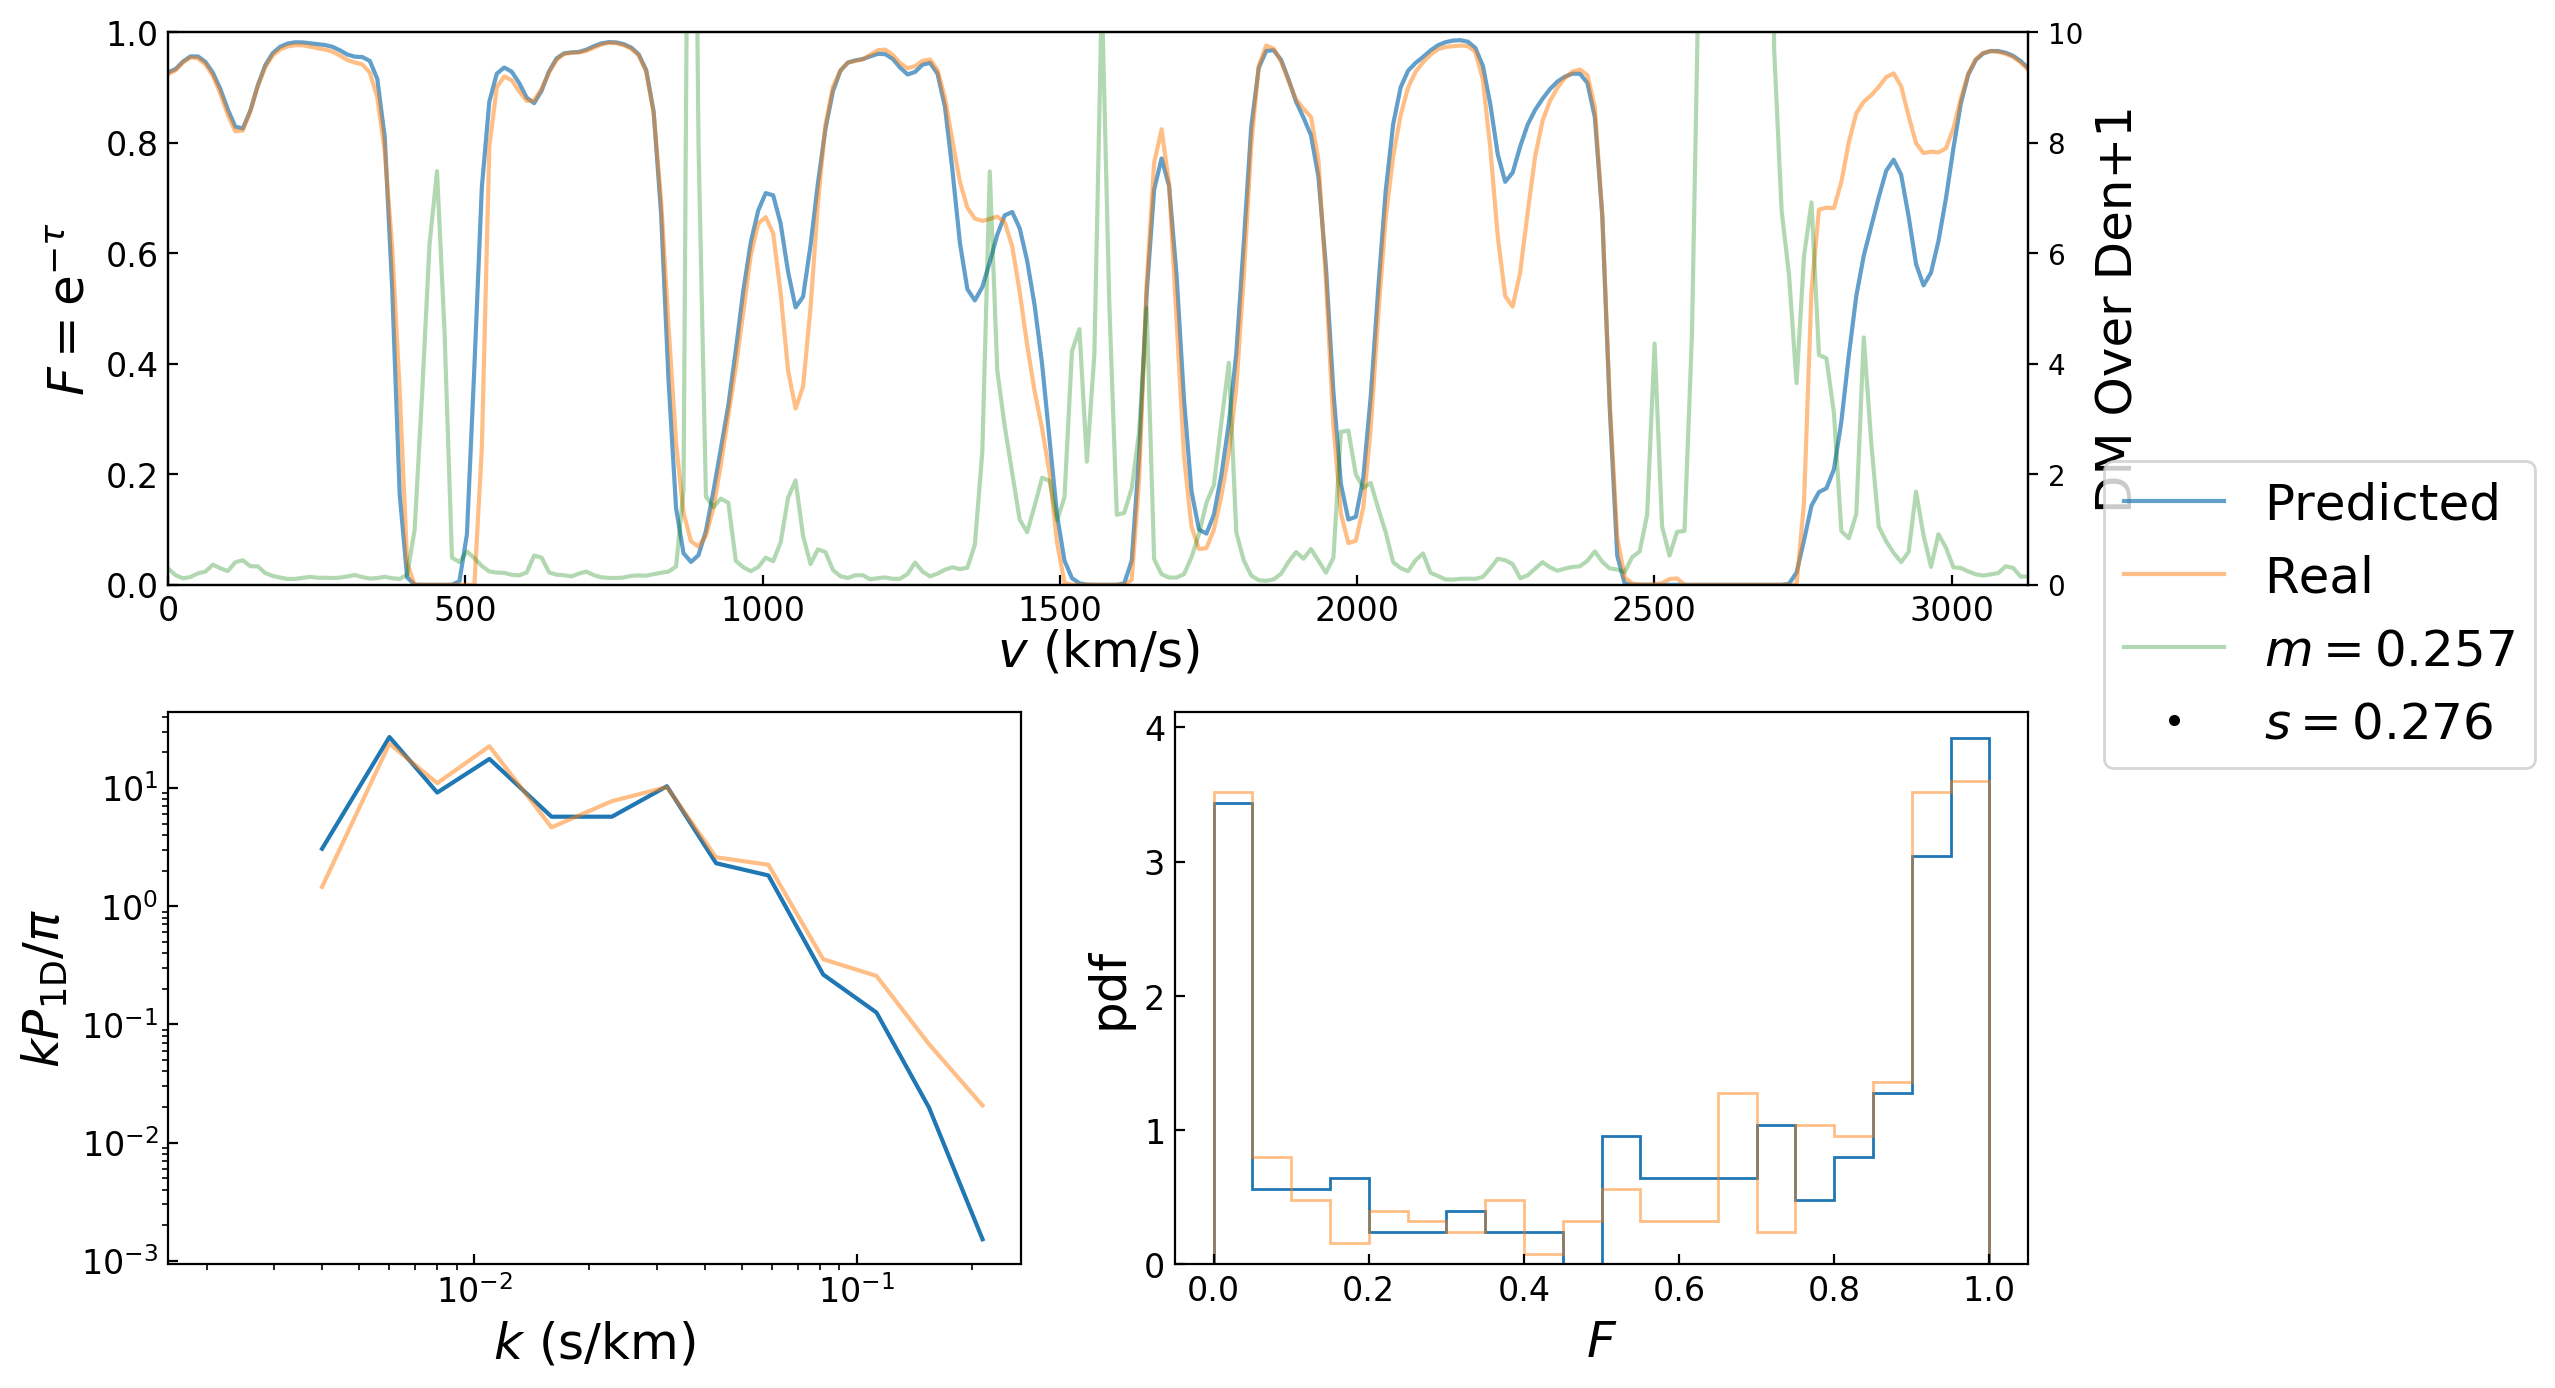 1.0
0.8
0.6
0.4
0.2
0.0
F = e^{−τ}
10
8
6
4
2
0
DM Over Den+1
0 500 1000 1500 2000 2500 3000
v (km/s)
Predicted
Real
m = 0.257
s = 0.276
10^1
10^0
10^{−1}
10^{−2}
10^{−3}
kP_{1D}/π
10^{−2} 10^{−1}
k (s/km)
4
3
2
1
0
pdf
0.0 0.2 0.4 0.6 0.8 1.0
F